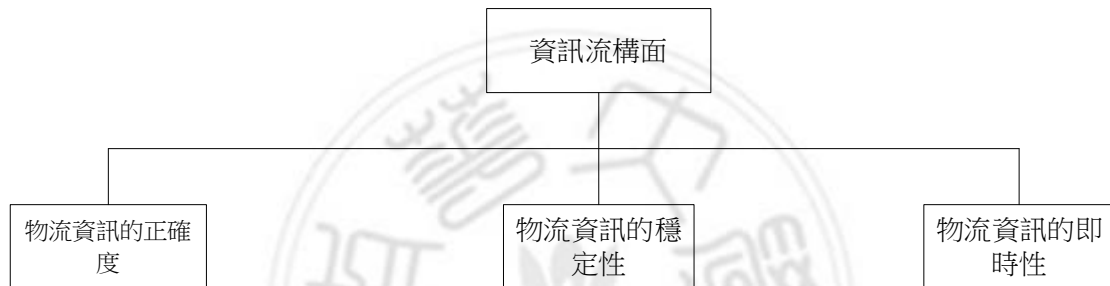 資訊流構面
物流資訊的正確
度
物流資訊的穩
定性
物流資訊的即
時性